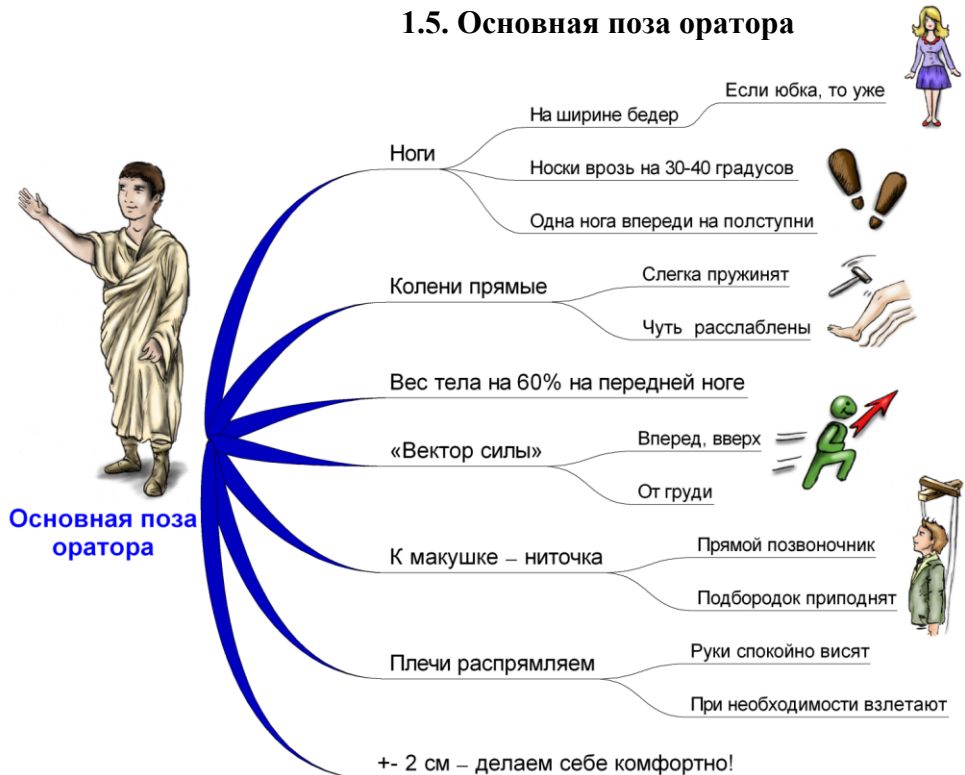 1.5. Основная поза оратора
Основная поза
оратора
Ноги
На ширине бедер
Если юбка, то уже
Носки врозь на 30-40 градусов
Одна нога впереди на полступни
Колени прямые
Слегка пружинят
Чуть расслаблены
Вес тела на 60% на передней ноге
«Вектор силы»
Вперед, вверх
От груди
К макушке – ниточка
Прямой позвоночник
Подбородок приподнят
Плечи распрямляем
Руки спокойно висят
При необходимости взлетают
+- 2 см – делаем себе комфортно!